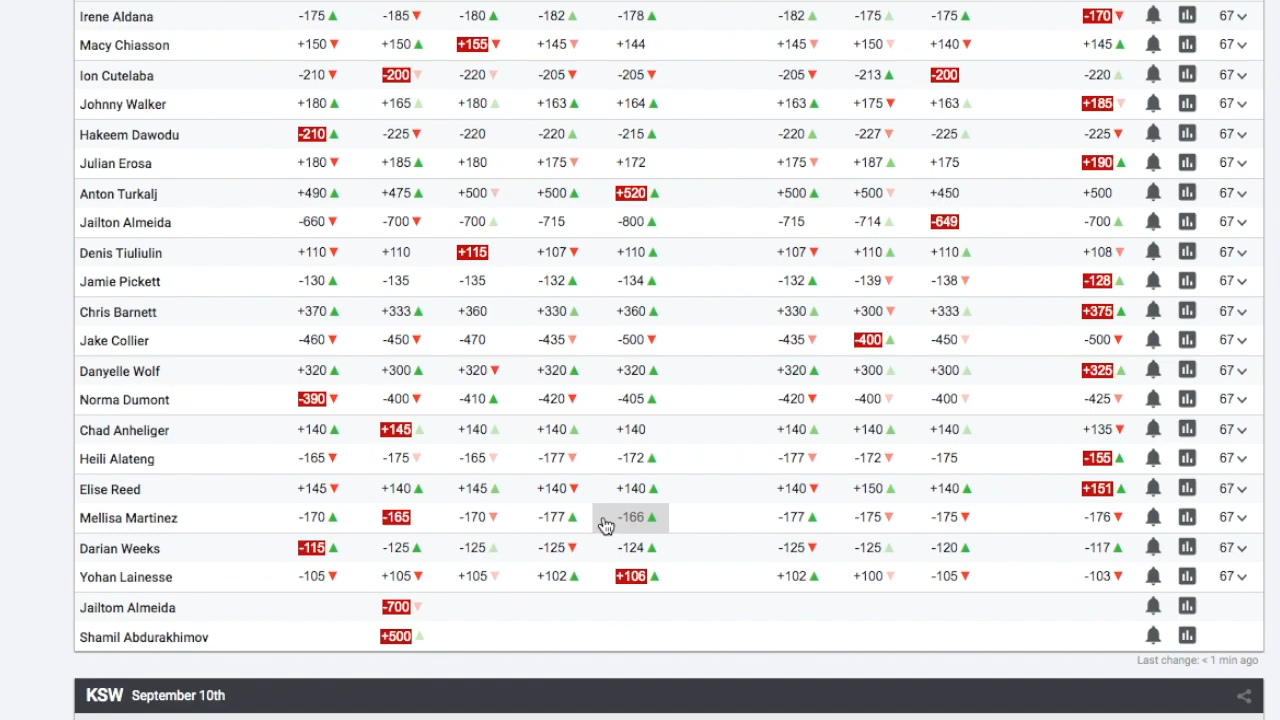 Irene Aldana -175▲ -185▼ -180▲ -182▲ -178▲ -182▲ -175▲ -175▲ -170▼ 67
Macy Chiasson +150▼ +150▲ +155▼ +145▼ +144 +145▼ +150▼ +140▼ +145▲ 67
Ion Cutelaba -210▼ -200▼ -220▼ -205▼ -205▼ -205▼ -213▲ -200 -220▲ 67
Johnny Walker +180▲ +165▲ +180▲ +163▲ +164▲ +163▲ +175▼ +163▲ +185▼ 67
Hakeem Dawodu -210▲ -225▼ -220 -220▲ -215▲ -220▲ -227▼ -225▲ -225▼ 67
Julian Erosa +180▼ +185▲ +180 +175▼ +172 +175▼ +187▲ +175 +190▲ 67
Anton Turkalj +490▲ +475▲ +500▼ +500▲ +520▲ +500▲ +500▼ +450 +500 67
Jailton Almeida -660▼ -700▼ -700▲ -715 -800▲ -715 -714▲ -649 -700▲ 67
Denis Tiuliulin +110▼ +110 +115 +107▼ +110▲ +107▼ +110▲ +110▲ +108▼ 67
Jamie Pickett -130▲ -135 -135 -132▲ -134▲ -132▲ -139▼ -138▼ -128▲ 67
Chris Barnett +370▲ +333▲ +360 +330▲ +360▲ +330▲ +300▼ +333▲ +375▲ 67
Jake Collier -460▼ -450▼ -470 -435▼ -500▼ -435▼ -400▲ -450▼ -500▼ 67
Danyelle Wolf +320▲ +300▲ +320▼ +320▲ +320▲ +320▲ +300▲ +300▲ +325▲ 67
Norma Dumont -390▼ -400▼ -410▲ -420▼ -405▲ -420▼ -400▼ -400▼ -425▼ 67
Chad Anheliger +140▲ +145▲ +140▲ +140▲ +140 +140▲ +140▲ +140▲ +135▼ 67
Heili Alateng -165▼ -175▼ -165▼ -177▼ -172▲ -177▼ -172▼ -175 -155▲ 67
Elise Reed +145▼ +140▲ +145▲ +140▼ +140▲ +140▼ +150▲ +140▲ +151▲ 67
Mellisa Martinez -170▲ -165 -170▼ -177▲ -166▲ -177▲ -175▼ -175▼ -176▼ 67
Darian Weeks -115▲ -125▲ -125▲ -125▼ -124▲ -125▼ -125▲ -120▲ -117▲ 67
Yohan Lainesse -105▼ +105▼ +105▼ +102▲ +106▲ +102▲ +100▼ -105▼ -103▼ 67
Jailtom Almeida -700▼
Shamil Abdurakhimov +500▲
Last change: < 1 min ago
KSW September 10th